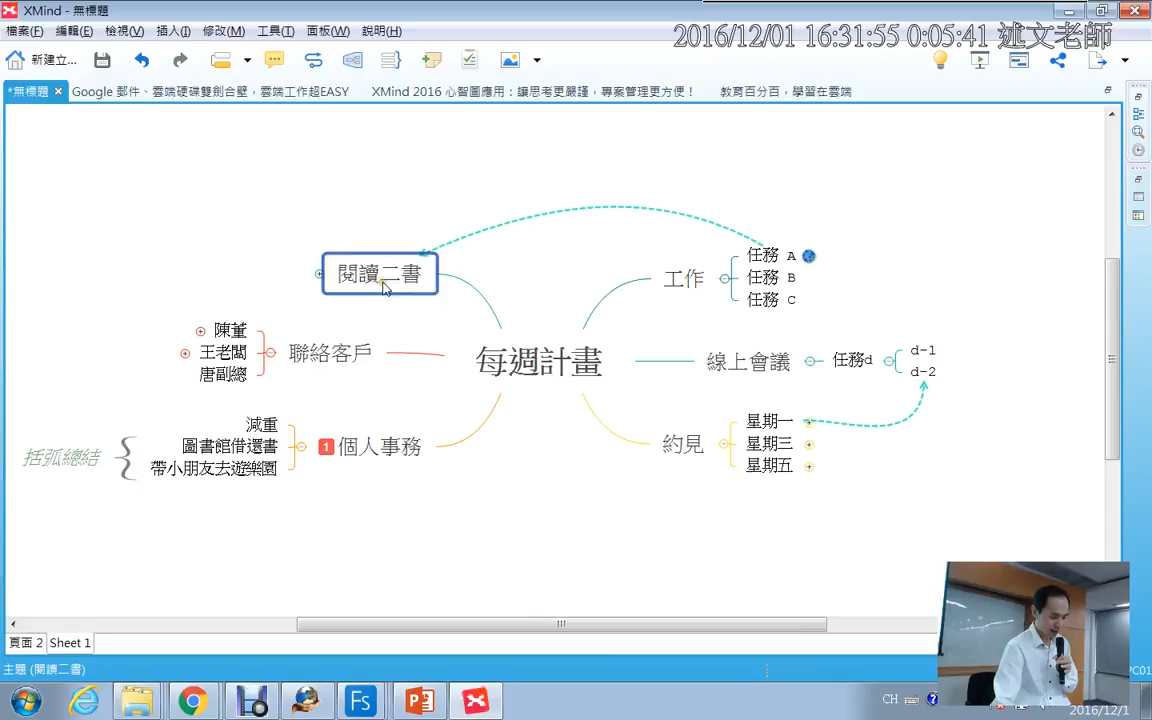 XMind - 無標題
2016/12/01 16:31:55 0:05:41 述文老師
檔案(F) 編輯(E) 檢視(V) 插入(I) 修改(M) 工具(T) 面板(W) 說明(H)
新建立...
*無標題 Google 郵件、雲端硬碟雙劍合壁，雲端工作超EASY XMind 2016 心智圖應用：讓思考更嚴謹，專案管理更方便！ 教育百分百，學習在雲端
閱讀二書
工作
任務 A
任務 B
任務 C
陳董
王老闆
唐副總
聯絡客戶
每週計畫
線上會議
任務d
d-1
d-2
減重
圖書館借還書
帶小朋友去遊樂園
1 個人事務
括弧總結
約見
星期一
星期三
星期五
頁面 2 Sheet 1
主題 (閱讀二書)
CH
PC01
2016/12/1